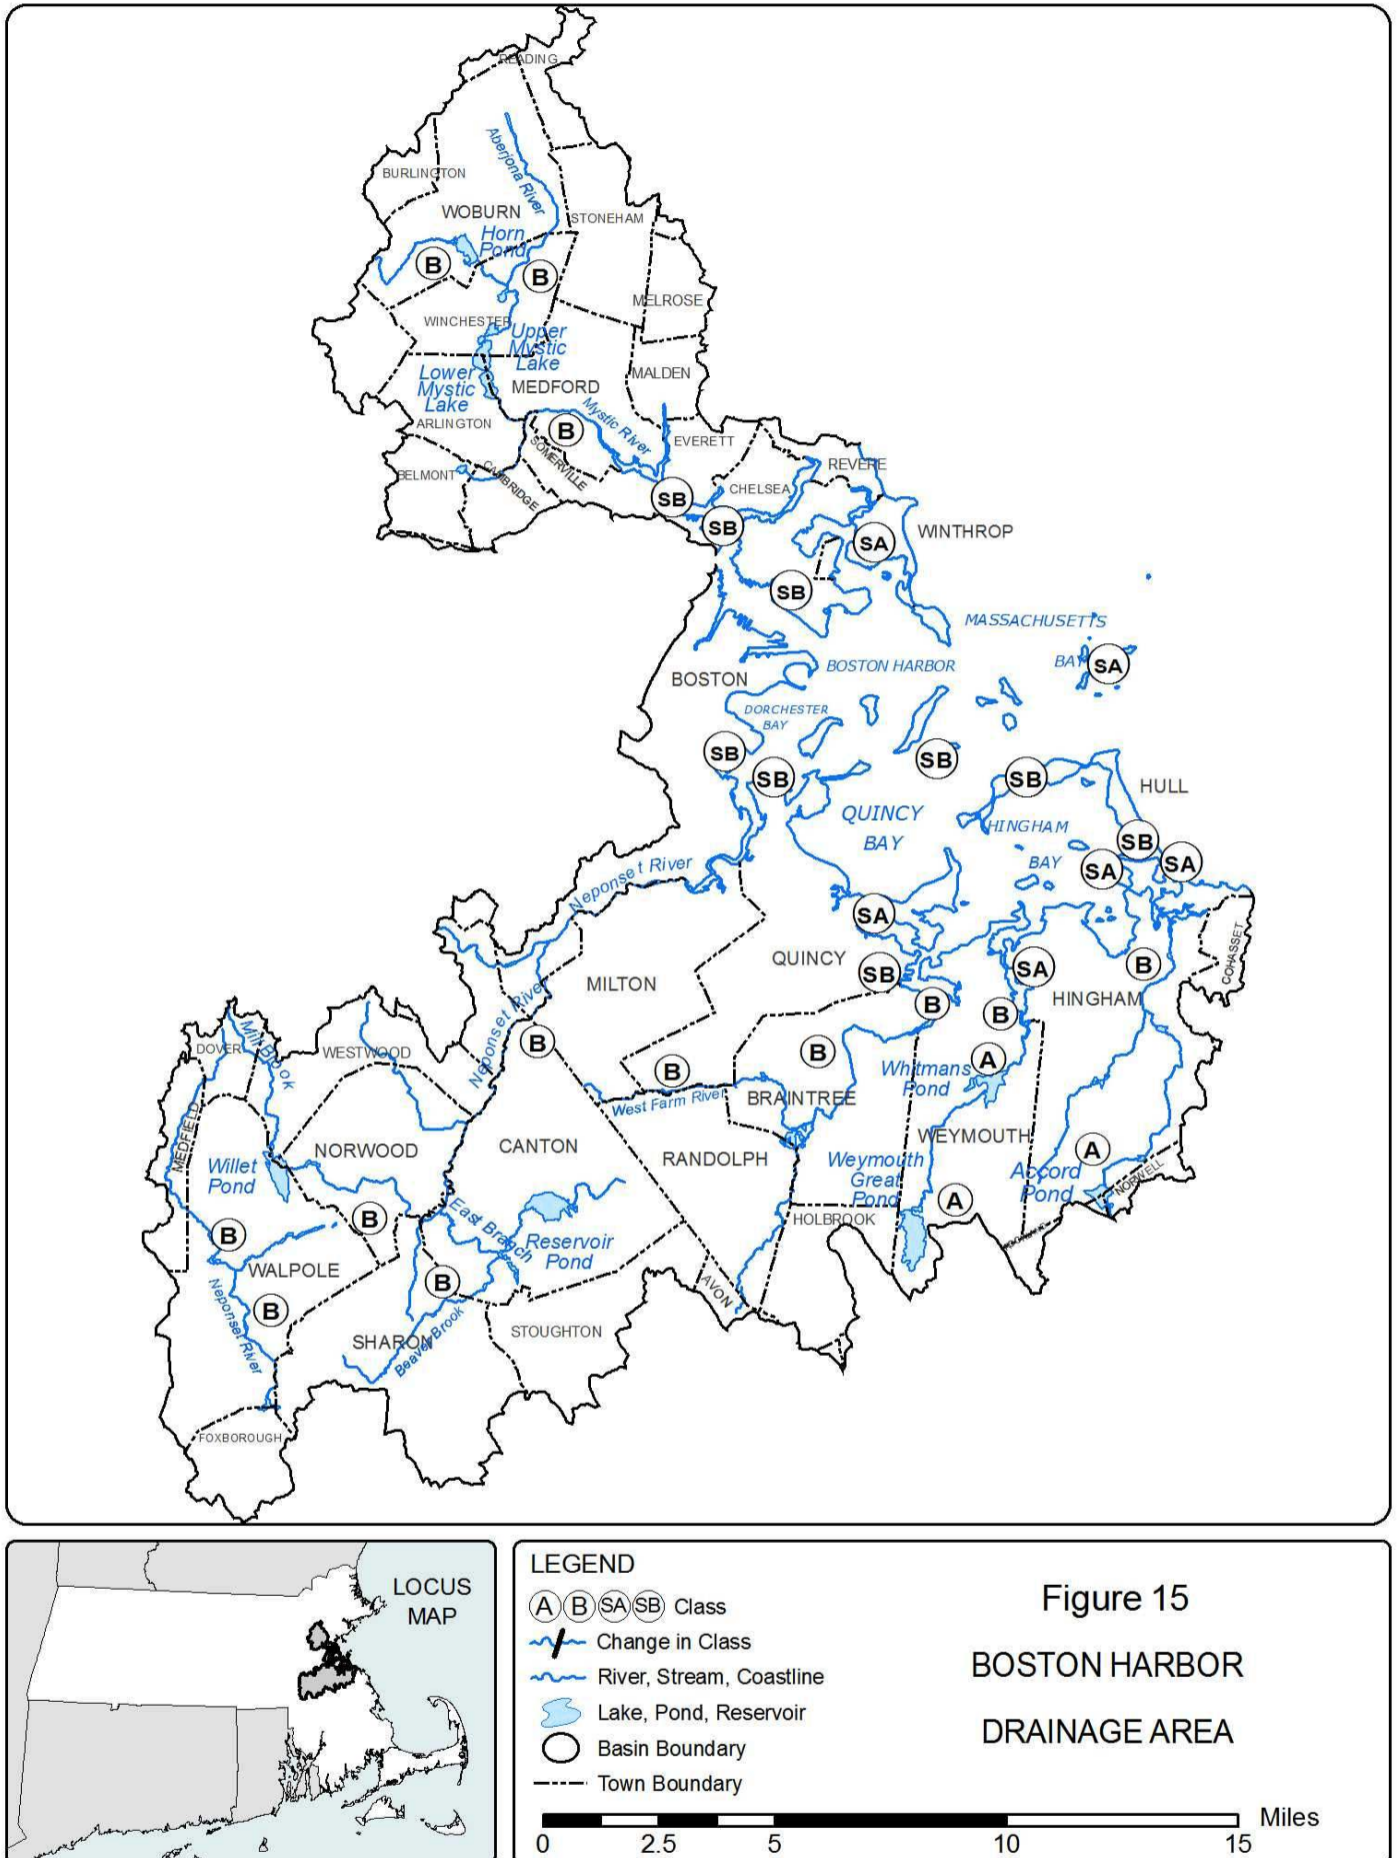 READING
Aberjona River
BURLINGTON
WOBURN
STONEHAM
Horn
Pond
B
B
MELROSE
WINCHESTER
Upper
Mystic
Lake
Lower
Mystic
Lake
MALDEN
MEDFORD
Mystic River
ARLINGTON
B
EVERETT
SOMERVILLE
REVERE
BELMONT
CAMBRIDGE
CHELSEA
SB
SB
WINTHROP
SA
SB
MASSACHUSETTS
BAY
SA
BOSTON HARBOR
BOSTON
DORCHESTER
BAY
SB
SB
SB
SB
HULL
QUINCY
BAY
HINGHAM
BAY
SB
SA
SA
Neponset River
SA
COHASSET
QUINCY
SB
SA
B
MILTON
Neponset River
HINGHAM
B
B
Mill Brook
DOVER
WESTWOOD
B
B
A
B
Whitmans
Pond
West Farm River
BRAINTREE
MEDFIELD
NORWOOD
CANTON
RANDOLPH
WEYMOUTH
A
Willet
Pond
Weymouth
Great
Pond
Accord
Pond
NORWELL
A
B
B
East Branch
HOLBROOK
Reservoir
Pond
WALPOLE
B
AVON
Neponset River
B
SHARON
Beaver Brook
STOUGHTON
FOXBOROUGH
LOCUS
MAP
LEGEND
A B SA SB Class
Change in Class
River, Stream, Coastline
Lake, Pond, Reservoir
Basin Boundary
Town Boundary
Figure 15
BOSTON HARBOR
DRAINAGE AREA
Miles
0 2.5 5 10 15